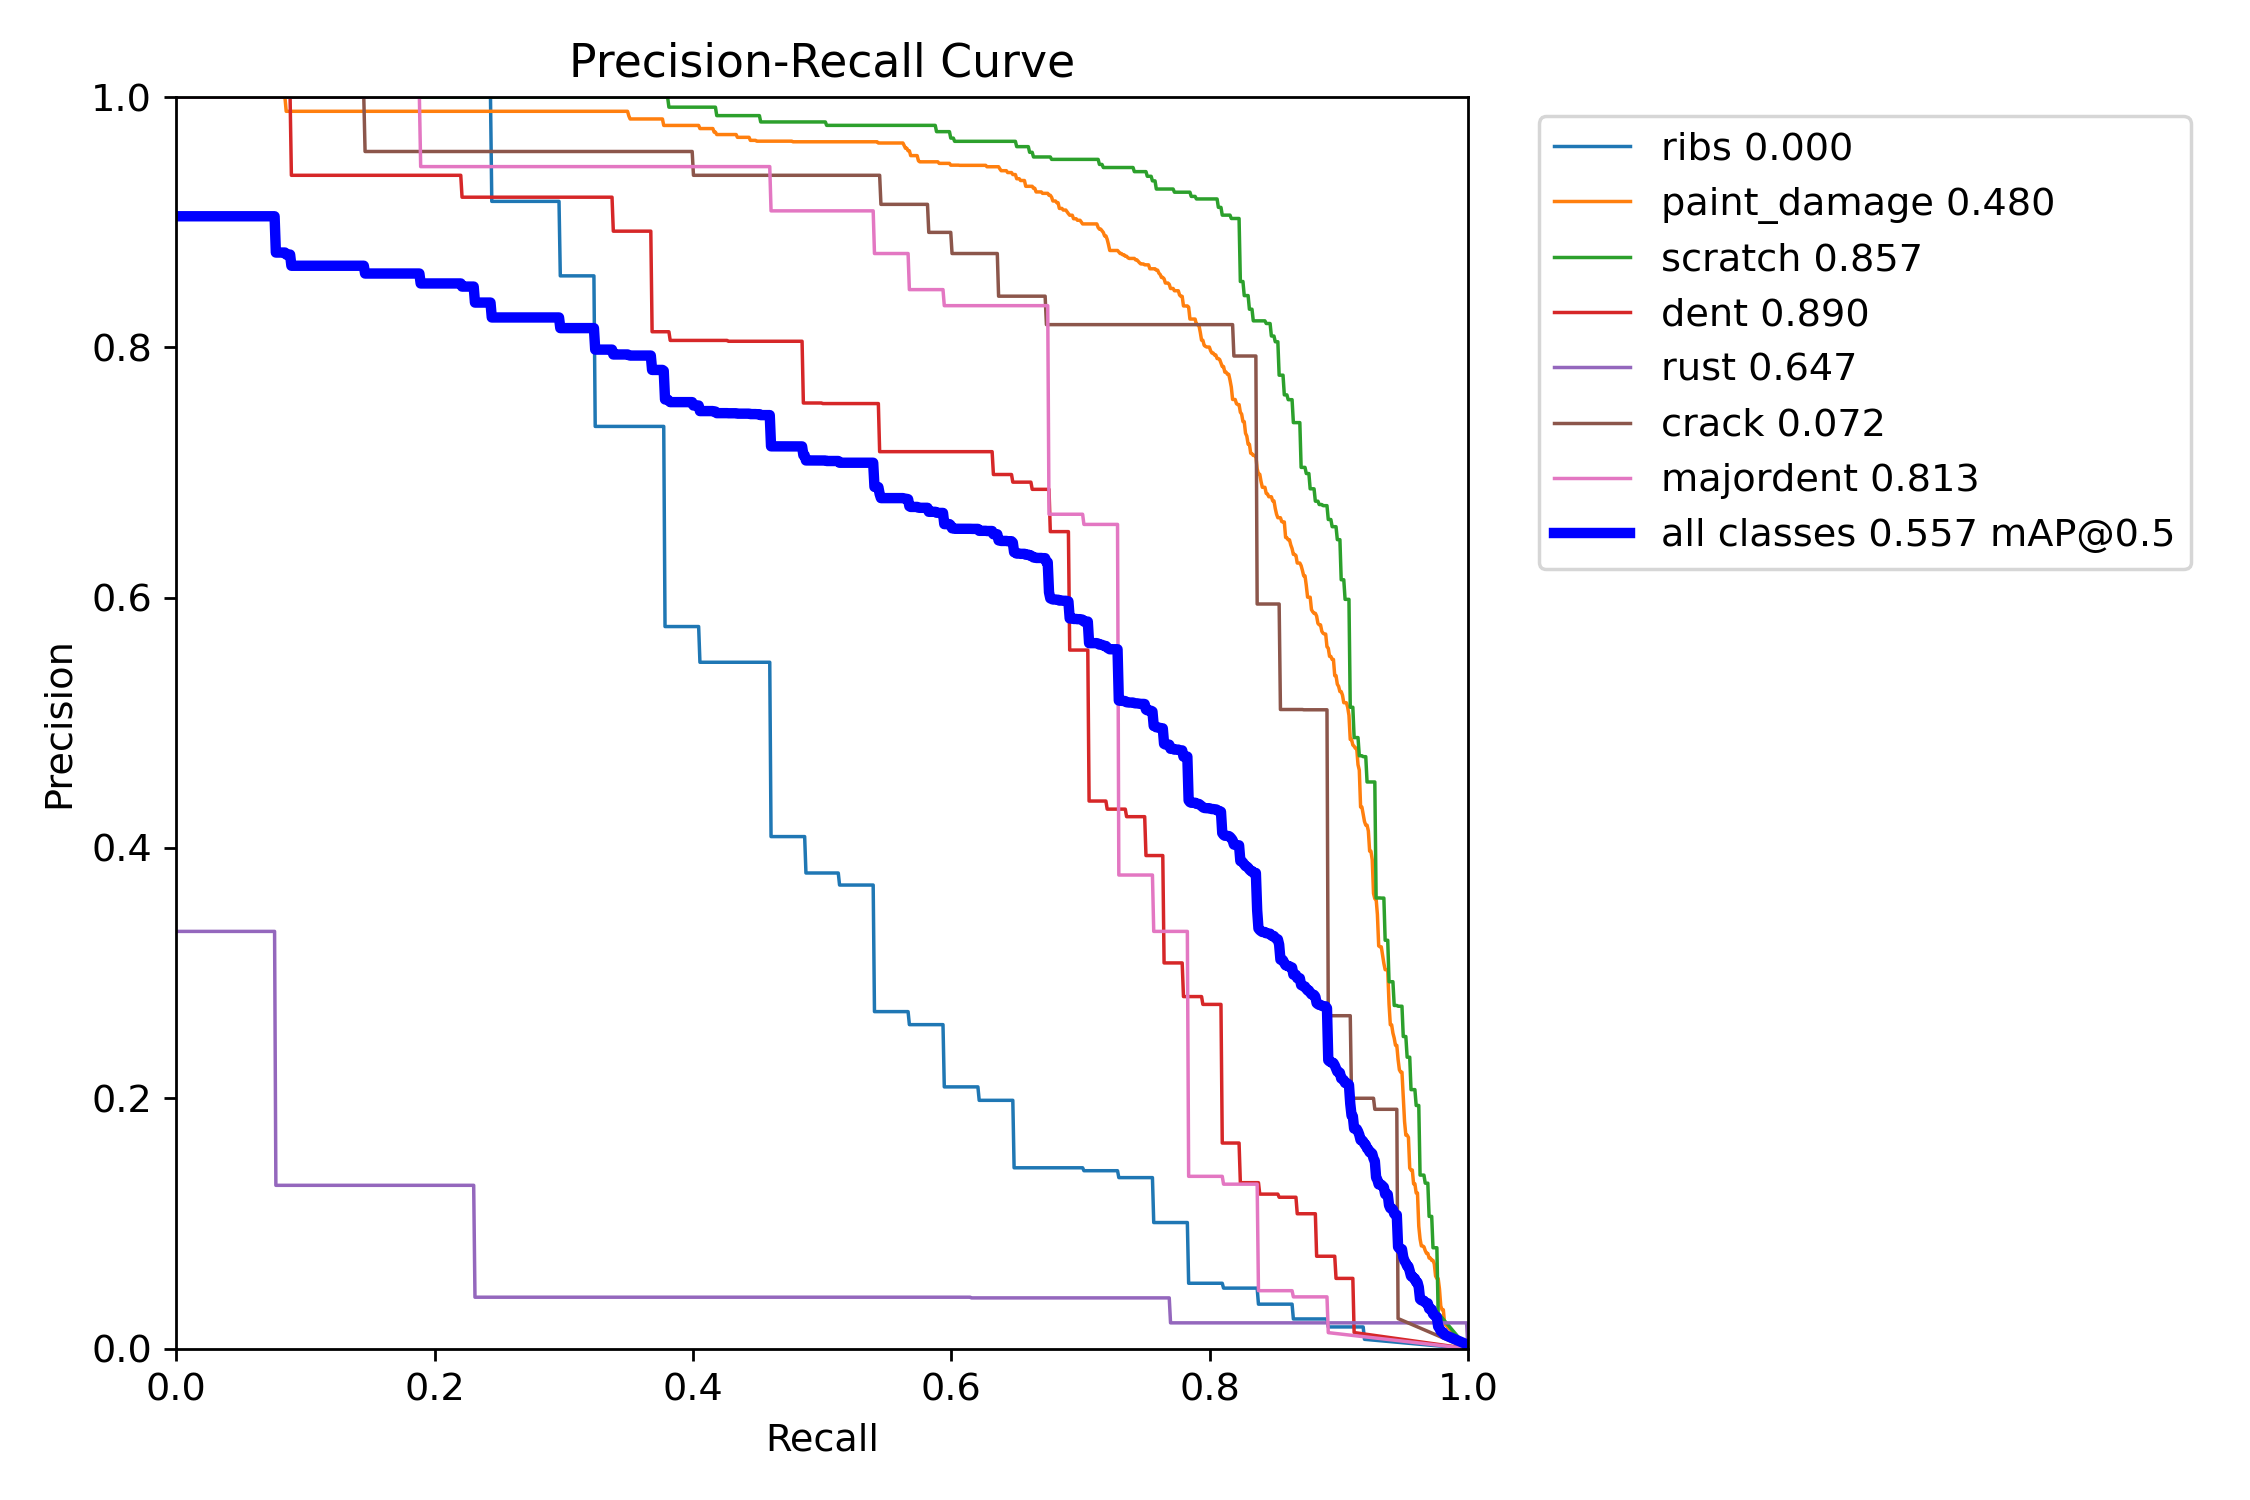 Precision-Recall Curve
1.0
0.8
0.6
0.4
0.2
0.0
Precision
0.0 0.2 0.4 0.6 0.8 1.0
Recall
ribs 0.000
paint_damage 0.480
scratch 0.857
dent 0.890
rust 0.647
crack 0.072
majordent 0.813
all classes 0.557 mAP@0.5